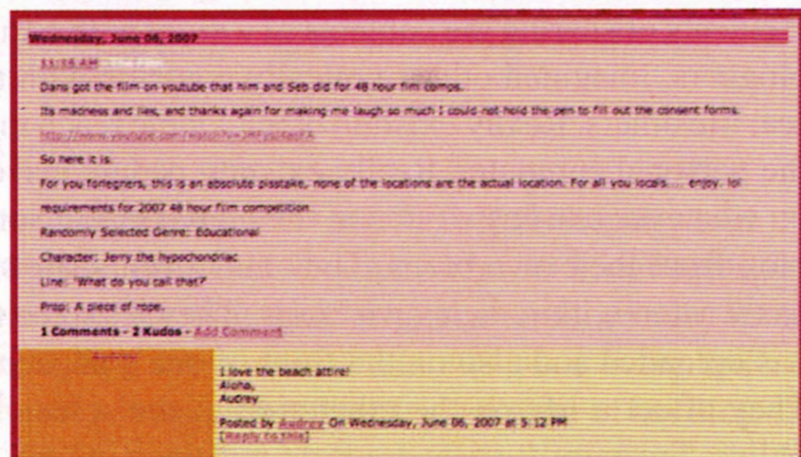 Wednesday, June 06, 2007
11:16 AM - The Film
Dans got the film on youtube that him and Seb did for 48 hour fim comps.
Its madness and lies, and thanks again for making me laugh so much I could not hold the pen to fill out the consent forms.
So here it is.
For you foriegners, this is an absolute pisstake, none of the locations are the actual location. For all you locals.... enjoy. lol
requirements for 2007 48 hour film competition
Randomly Selected Genre: Educational
Character: Jerry the hypochondriac
Line: 'What do you call that?'
Prop: A piece of rope.
1 Comments - 2 Kudos - Add Comment
Audrey
I love the beach attire!
Aloha,
Audrey
Posted by Audrey On Wednesday, June 06, 2007 at 5:12 PM
[Reply to this]